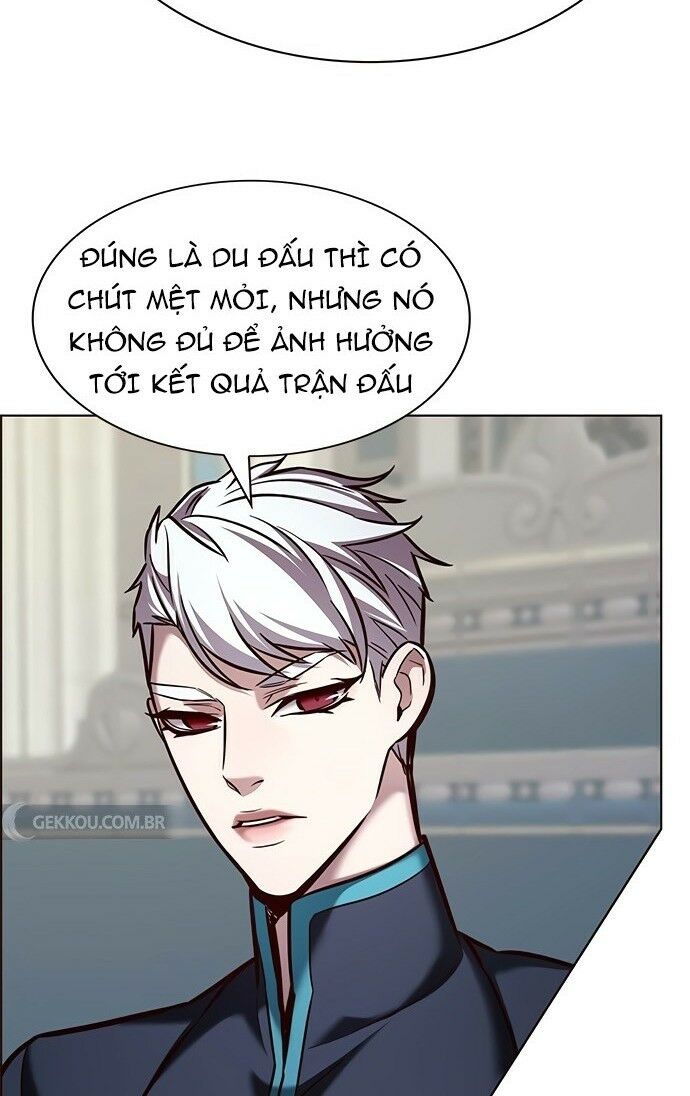 ĐÚNG LÀ DU ĐẤU THÌ CÓ
CHÚT MỆT MỎI, NHƯNG NÓ
KHÔNG ĐỦ ĐỂ ẢNH HƯỞNG
TỚI KẾT QUẢ TRẬN ĐẤU
GEKKOU.COM.BR